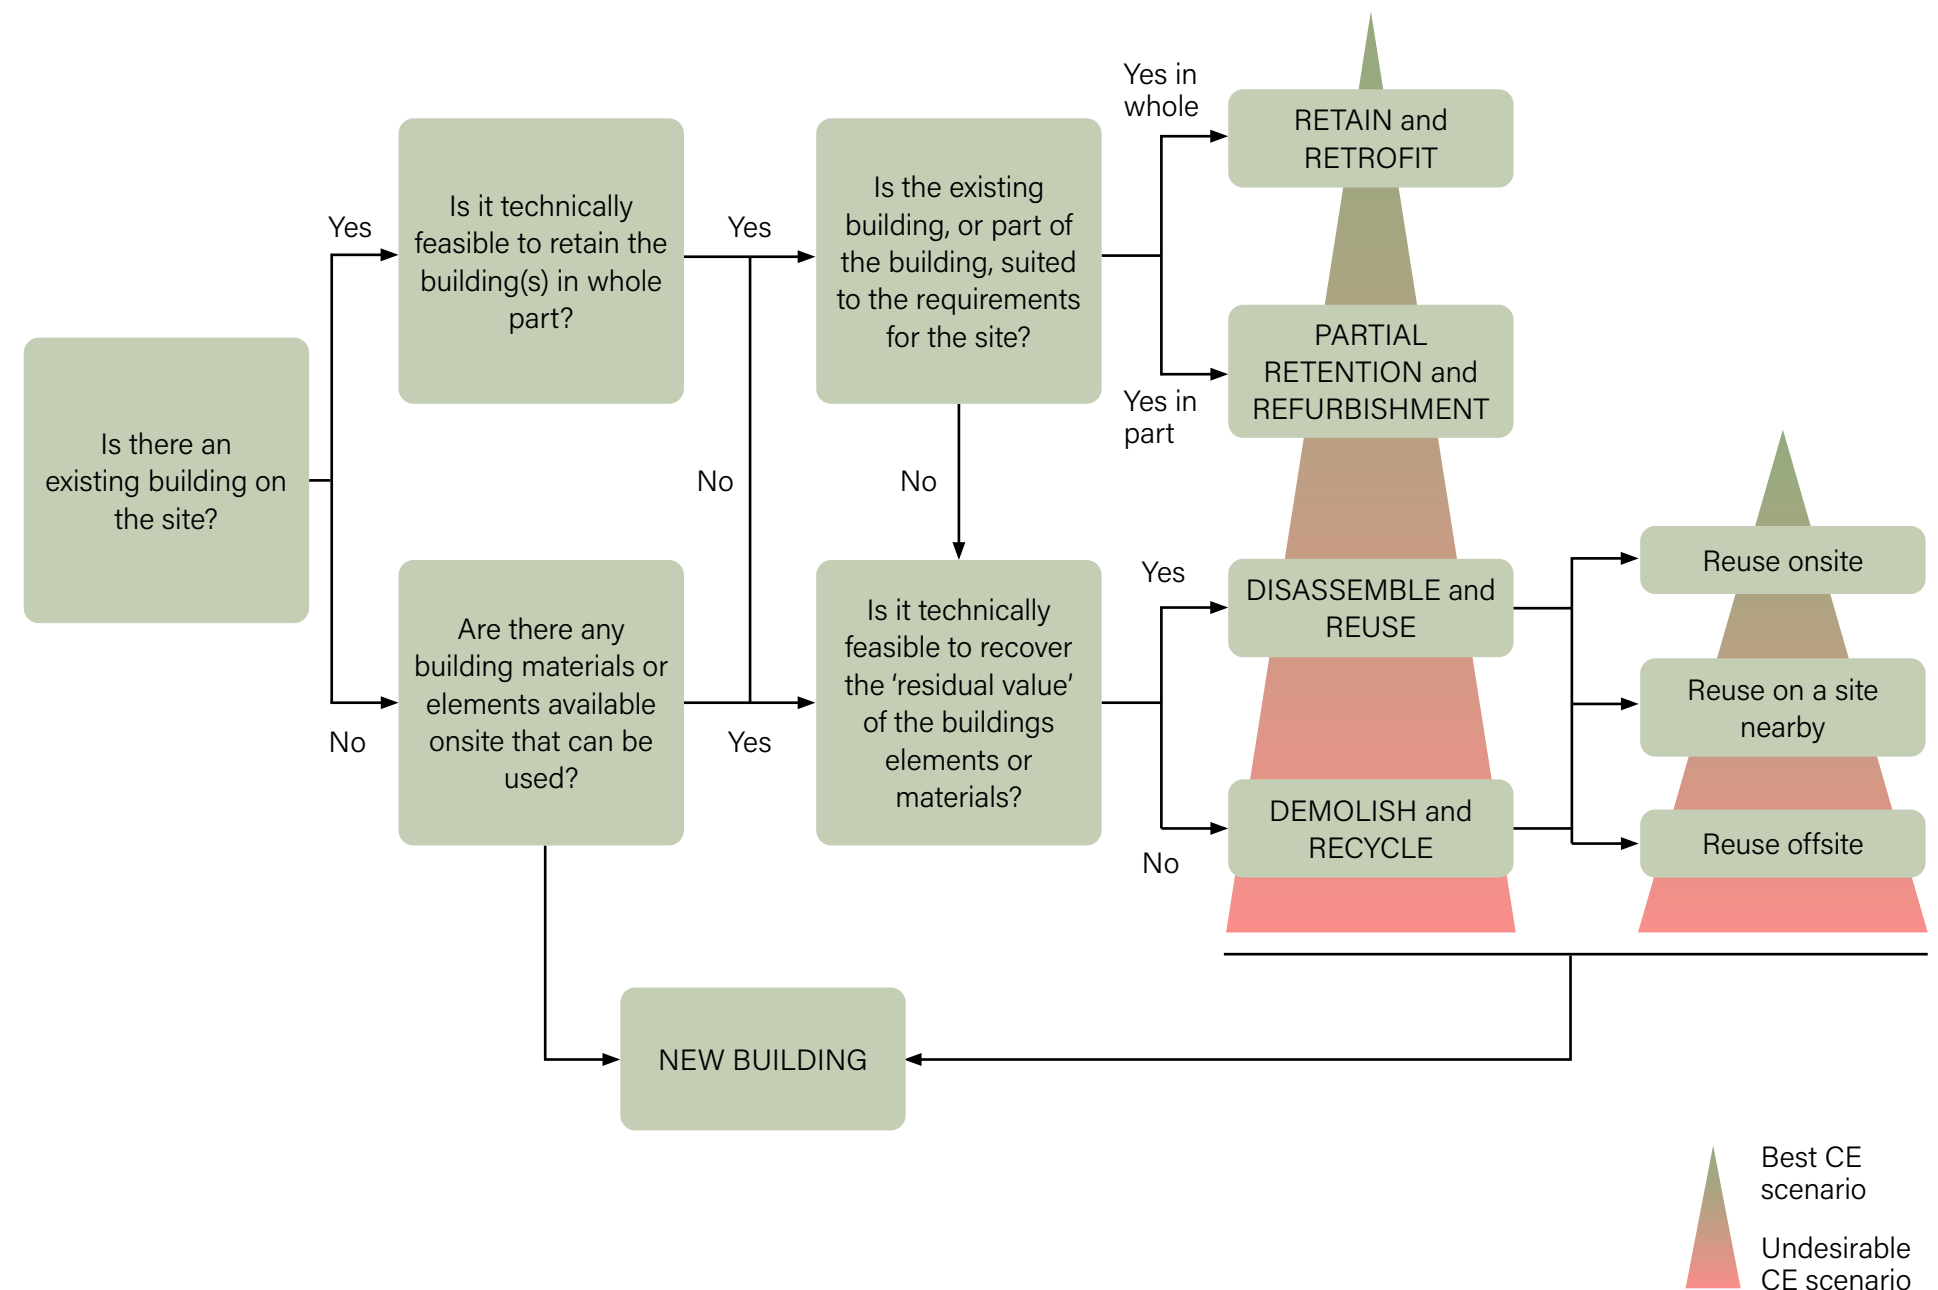 Is there an
existing building on
the site?
Yes
No
Is it technically
feasible to retain the
building(s) in whole
part?
Are there any
building materials or
elements available
onsite that can be
used?
Yes
No
Yes
Is the existing
building, or part of
the building, suited
to the requirements
for the site?
No
Is it technically
feasible to recover
the ‘residual value’
of the buildings
elements or
materials?
Yes in
whole
Yes in
part
Yes
No
RETAIN and
RETROFIT
PARTIAL
RETENTION and
REFURBISHMENT
DISASSEMBLE and
REUSE
DEMOLISH and
RECYCLE
Reuse onsite
Reuse on a site
nearby
Reuse offsite
NEW BUILDING
Best CE
scenario
Undesirable
CE scenario